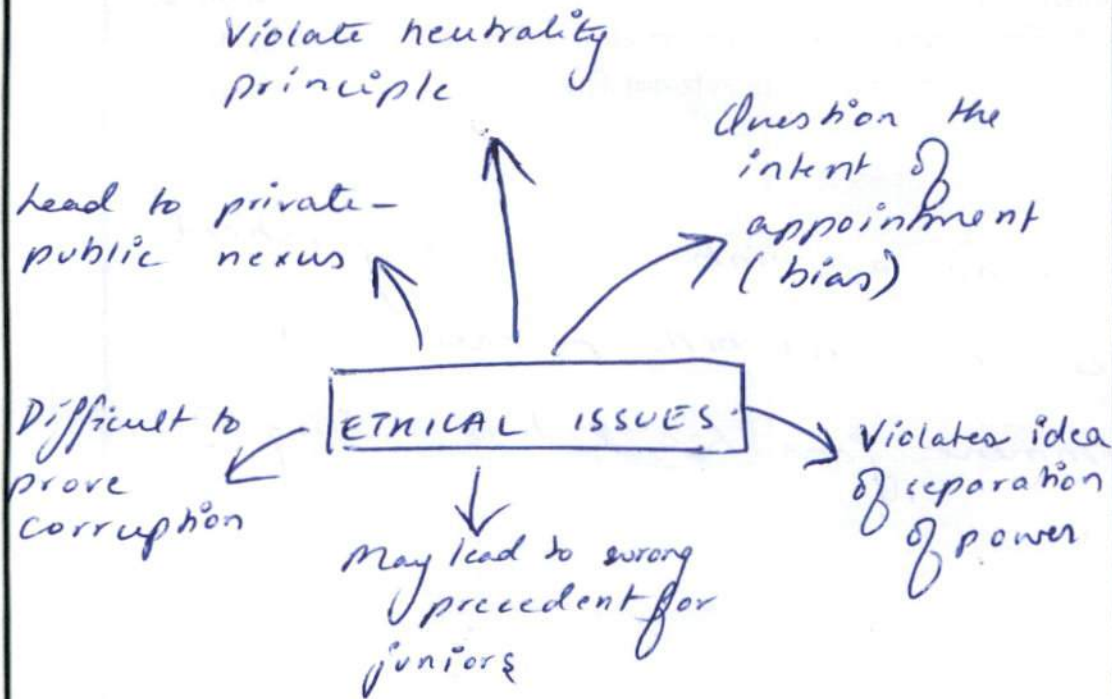 Violate neutrality
principle
Question the
intent of
appointment
(bias)
Lead to private-
public nexus
ETHICAL ISSUES
Difficult to
prove
corruption
Violates idea
of separation
of power
May lead to wrong
precedent for
juniors